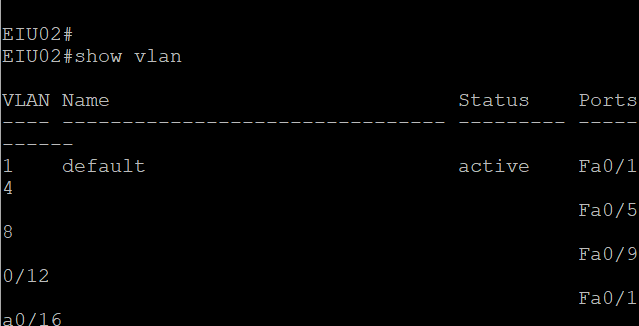 EIU02#
EIU02#show vlan
VLAN Name Status Ports
---- -------------------------------- --------- -----
------
1 default active Fa0/1
4
Fa0/5
8
Fa0/9
0/12
Fa0/1
a0/16